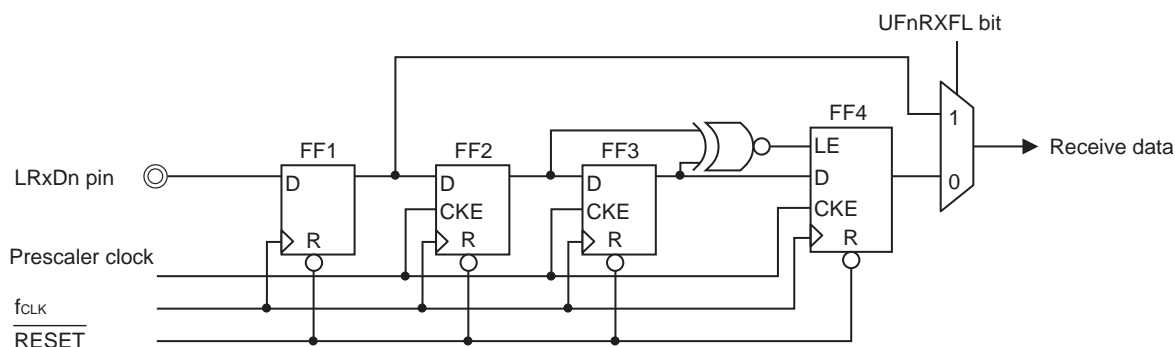 UFnRXFL bit
FF4
1
LE
Receive data
FF1
FF2
FF3
LRxDn pin
D
D
D
D
0
CKE
CKE
CKE
R
R
R
R
Prescaler clock
fCLK
RESET